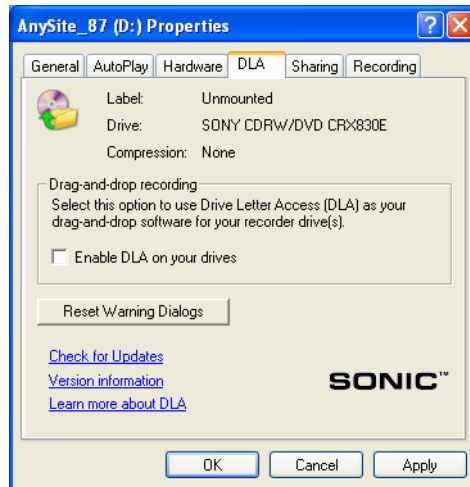 AnySite_87 (D:) Properties
General AutoPlay Hardware DLA Sharing Recording
Label: Unmounted
Drive: SONY CDRW/DVD CRX830E
Compression: None
Drag-and-drop recording
Select this option to use Drive Letter Access (DLA) as your
drag-and-drop software for your recorder drive(s).
Enable DLA on your drives
Reset Warning Dialogs
Check for Updates
Version information
SONIC™
Learn more about DLA
OK Cancel Apply